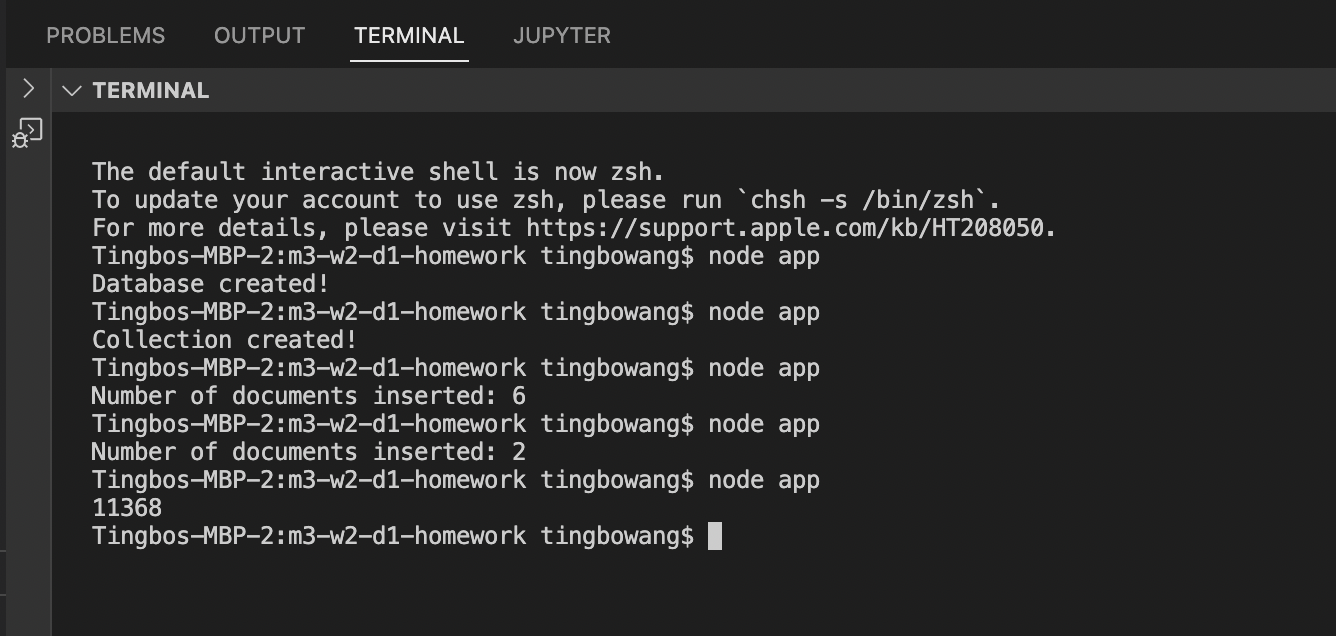 PROBLEMS OUTPUT TERMINAL JUPYTER
TERMINAL
The default interactive shell is now zsh.
To update your account to use zsh, please run `chsh -s /bin/zsh`.
For more details, please visit https://support.apple.com/kb/HT208050.
Tingbos-MBP-2:m3-w2-d1-homework tingbowang$ node app
Database created!
Tingbos-MBP-2:m3-w2-d1-homework tingbowang$ node app
Collection created!
Tingbos-MBP-2:m3-w2-d1-homework tingbowang$ node app
Number of documents inserted: 6
Tingbos-MBP-2:m3-w2-d1-homework tingbowang$ node app
Number of documents inserted: 2
Tingbos-MBP-2:m3-w2-d1-homework tingbowang$ node app
11368
Tingbos-MBP-2:m3-w2-d1-homework tingbowang$